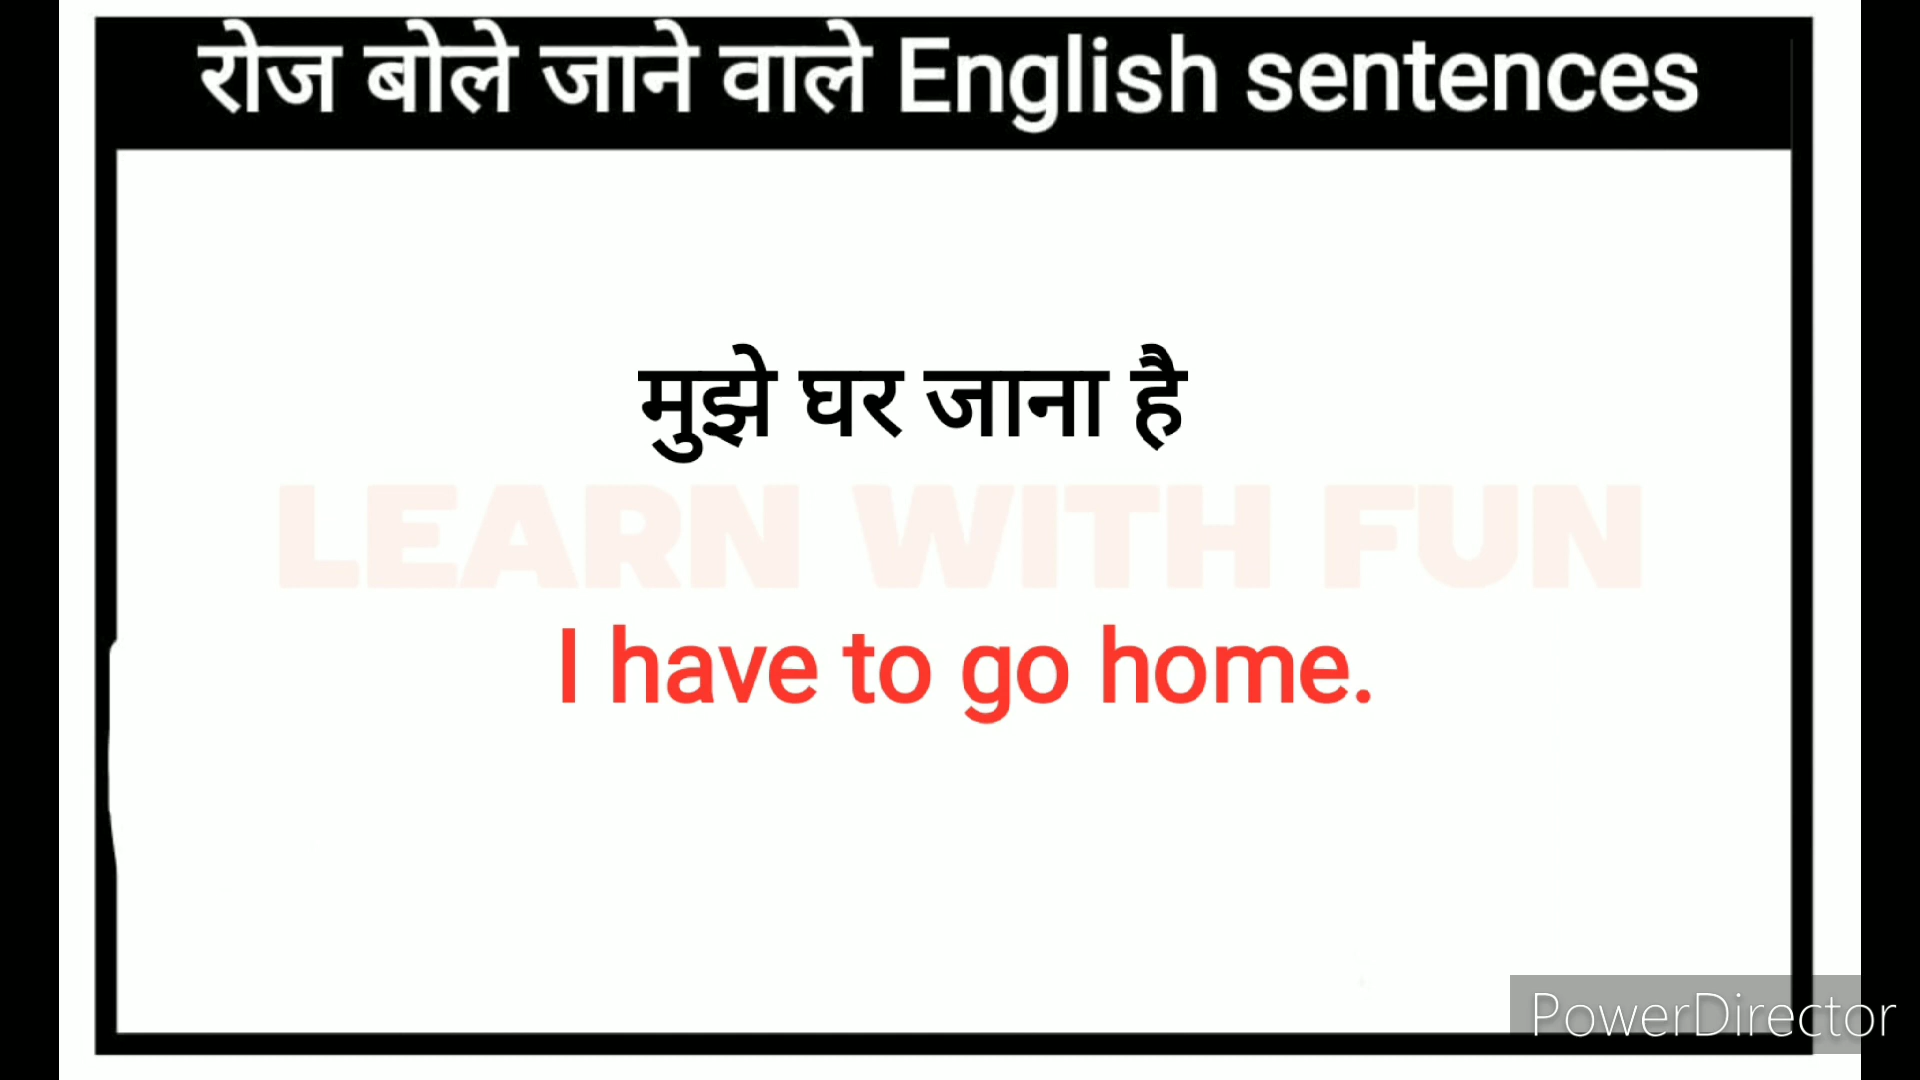 रोज बोले जाने वाले English sentences
मुझे घर जाना है
LEARN WITH FUN
I have to go home.
PowerDirector